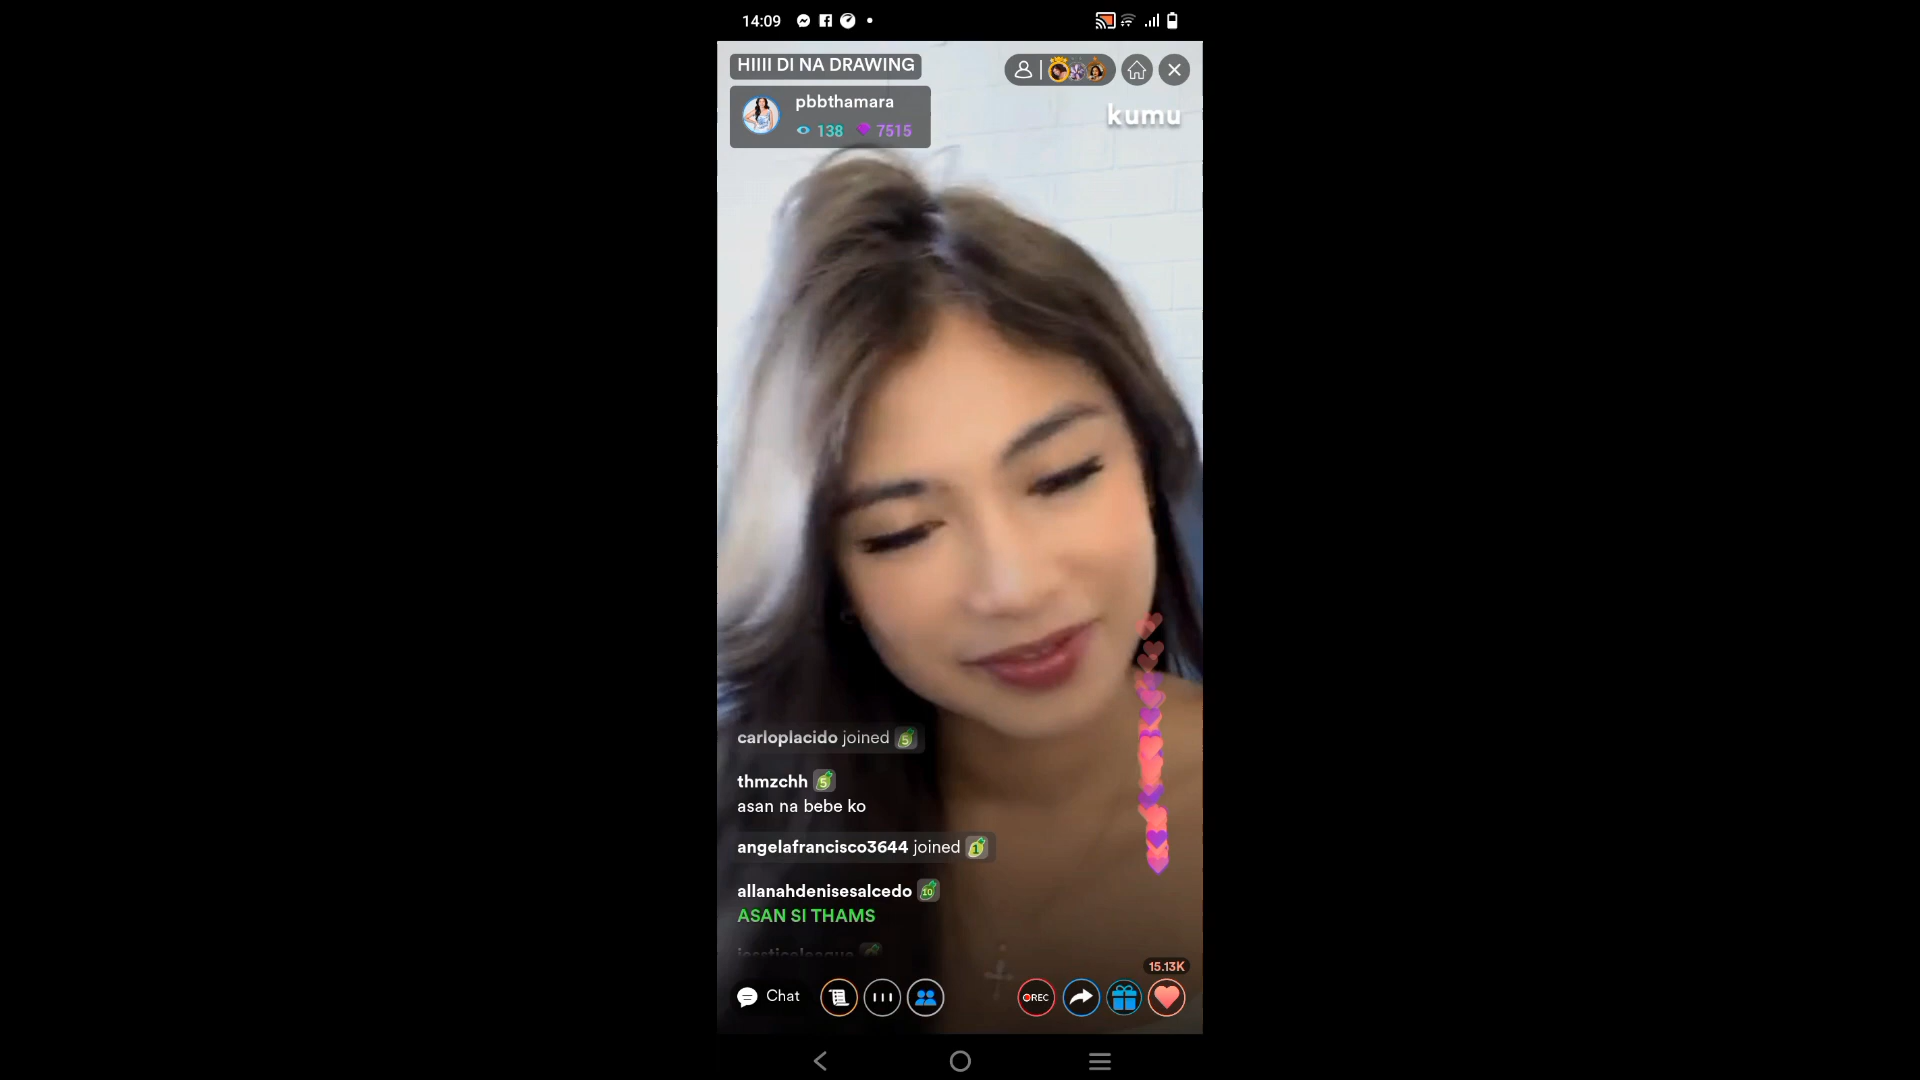 14:09
HIIII DI NA DRAWING
pbbthamara
138 7515
kumu
carloplacido joined 5
thmzchh 5
asan na bebe ko
angelafrancisco3644 joined 1
allanahdenisesalcedo 10
ASAN SI THAMS
15.13K
Chat
REC